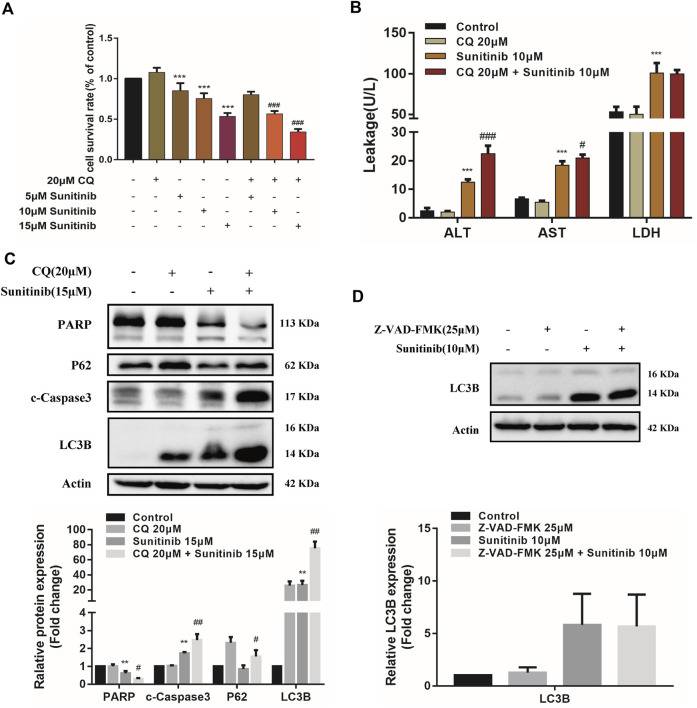 A
cell survival rate(% of control)
1.5
1.0
0.5
0.0
***
***
***
###
###
20μM CQ - + - - - + + +
5μM Sunitinib - - + - - + - -
10μM Sunitinib - - - + - - + -
15μM Sunitinib - - - - + - - +
B
Control
CQ 20μM
Sunitinib 10μM
CQ 20μM + Sunitinib 10μM
Leakage(U/L)
150
100
50
30
20
10
0
***
###
***
#
***
ALT AST LDH
C
CQ(20μM) - + - +
Sunitinib(15μM) - - + +
PARP 113 KDa
P62 62 KDa
c-Caspase3 17 KDa
16 KDa
LC3B
14 KDa
Actin 42 KDa
Control
CQ 20μM
Sunitinib 15μM
CQ 20μM + Sunitinib 15μM
Ralative protein expression
(Fold change)
100
80
60
40
20
4
3
2
1
0
** #
** ##
#
** ##
PARP c-Caspase3 P62 LC3B
D
Z-VAD-FMK(25μM) - + - +
Sunitinib(10μM) - - + +
16 KDa
LC3B
14 KDa
Actin 42 KDa
Control
Z-VAD-FMK 25μM
Sunitinib 10μM
Z-VAD-FMK 25μM + Sunitinib 10μM
Relative LC3B expression
(Fold change)
15
10
5
0
LC3B